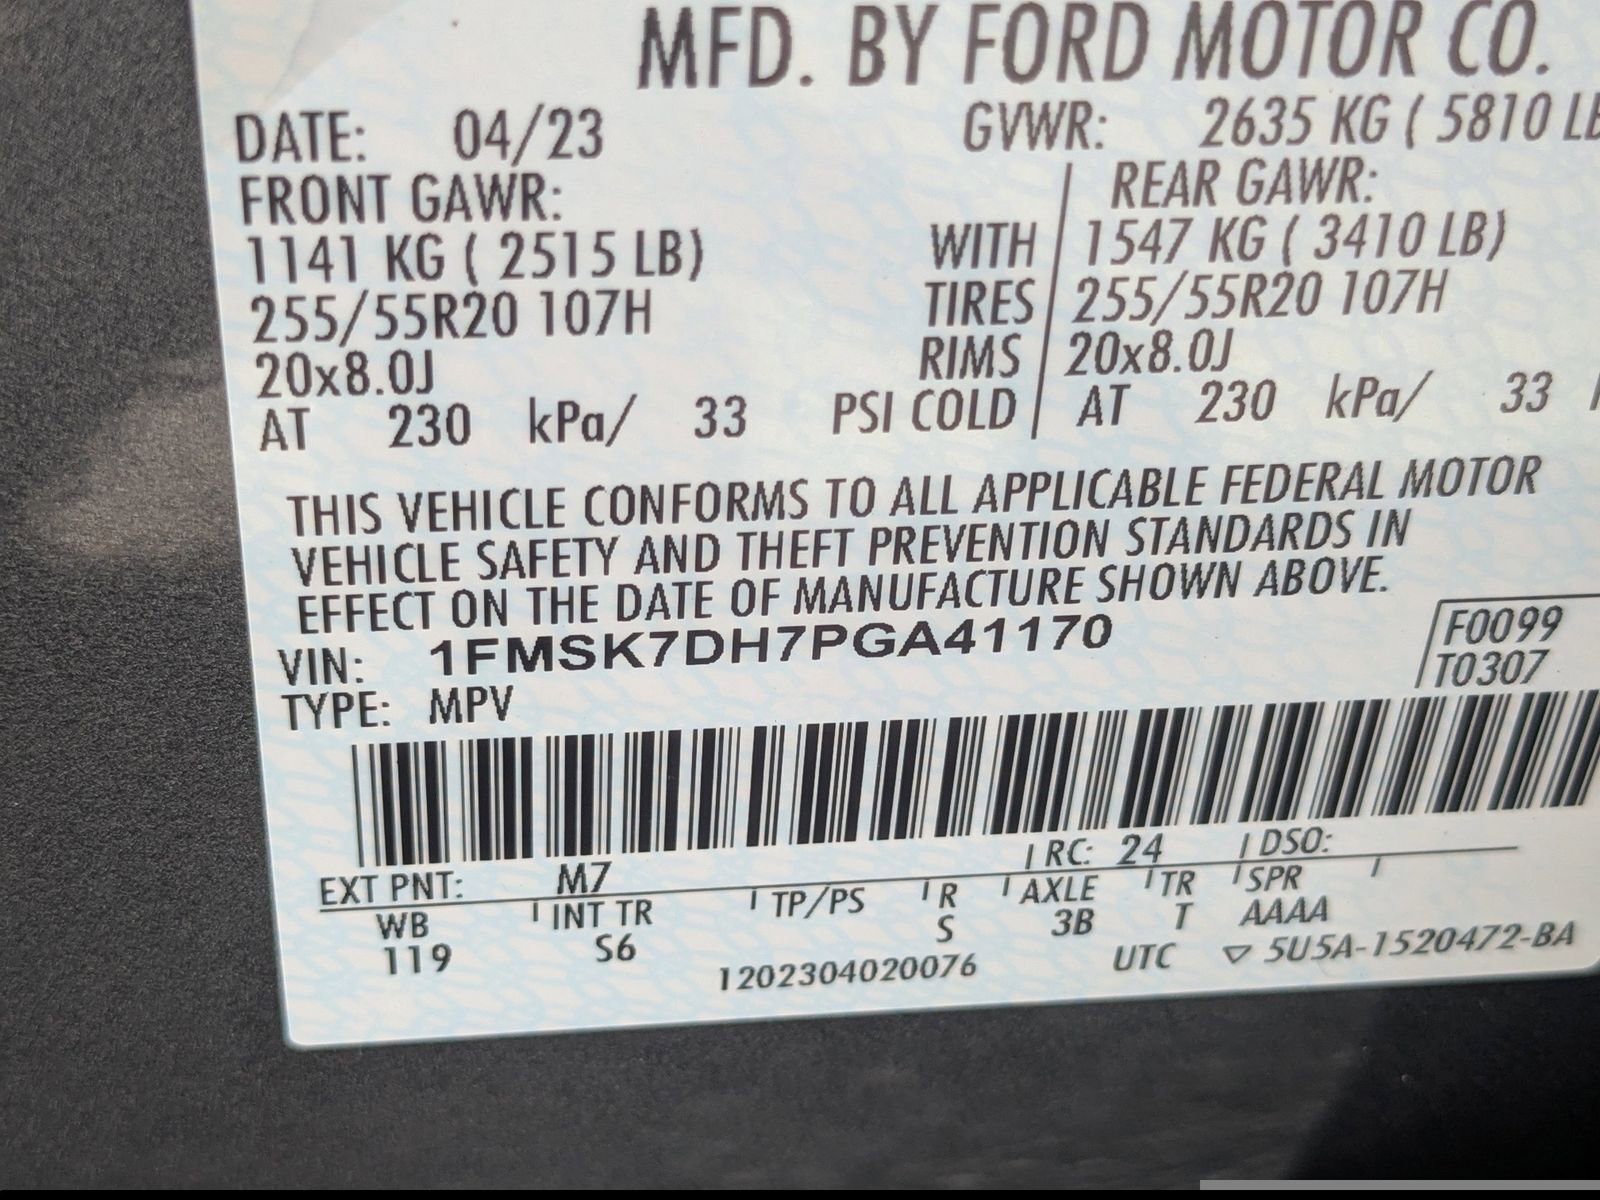 MFD. BY FORD MOTOR CO.
DATE: 04/23 GVWR: 2635 KG ( 5810 LB
FRONT GAWR: REAR GAWR:
1141 KG ( 2515 LB) WITH 1547 KG ( 3410 LB)
255/55R20 107H TIRES 255/55R20 107H
20x8.0J RIMS 20x8.0J
AT 230 kPa/ 33 PSI COLD AT 230 kPa/ 33
THIS VEHICLE CONFORMS TO ALL APPLICABLE FEDERAL MOTOR
VEHICLE SAFETY AND THEFT PREVENTION STANDARDS IN
EFFECT ON THE DATE OF MANUFACTURE SHOWN ABOVE.
VIN: 1FMSK7DH7PGA41170 F0099
TYPE: MPV T0307
EXT PNT: M7 RC: 24 DSO:
WB INT TR TP/PS R AXLE TR SPR
119 S6 S 3B T AAAA
1202304020076 UTC ▽ 5U5A-1520472-BA